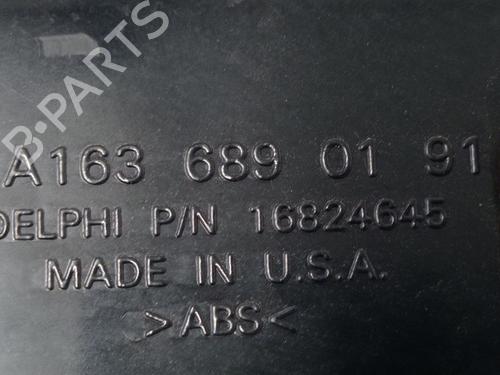 B-PARTS
A163 689 01 91
DELPHI P/N 16824645
MADE IN U.S.A.
>ABS<